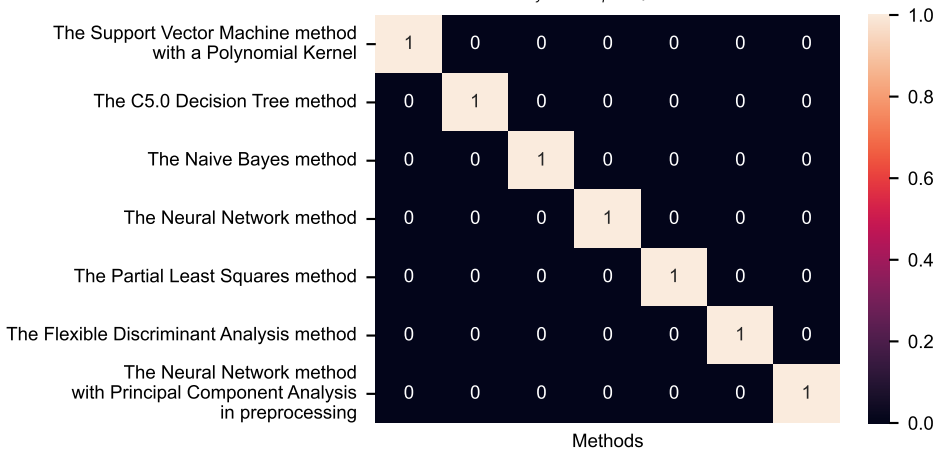 The Support Vector Machine method
with a Polynomial Kernel
1 0 0 0 0 0 0
The C5.0 Decision Tree method
0 1 0 0 0 0 0
The Naive Bayes method
0 0 1 0 0 0 0
The Neural Network method
0 0 0 1 0 0 0
The Partial Least Squares method
0 0 0 0 1 0 0
The Flexible Discriminant Analysis method
0 0 0 0 0 1 0
The Neural Network method
with Principal Component Analysis
in preprocessing
0 0 0 0 0 0 1
Methods
1.0
0.8
0.6
0.4
0.2
0.0